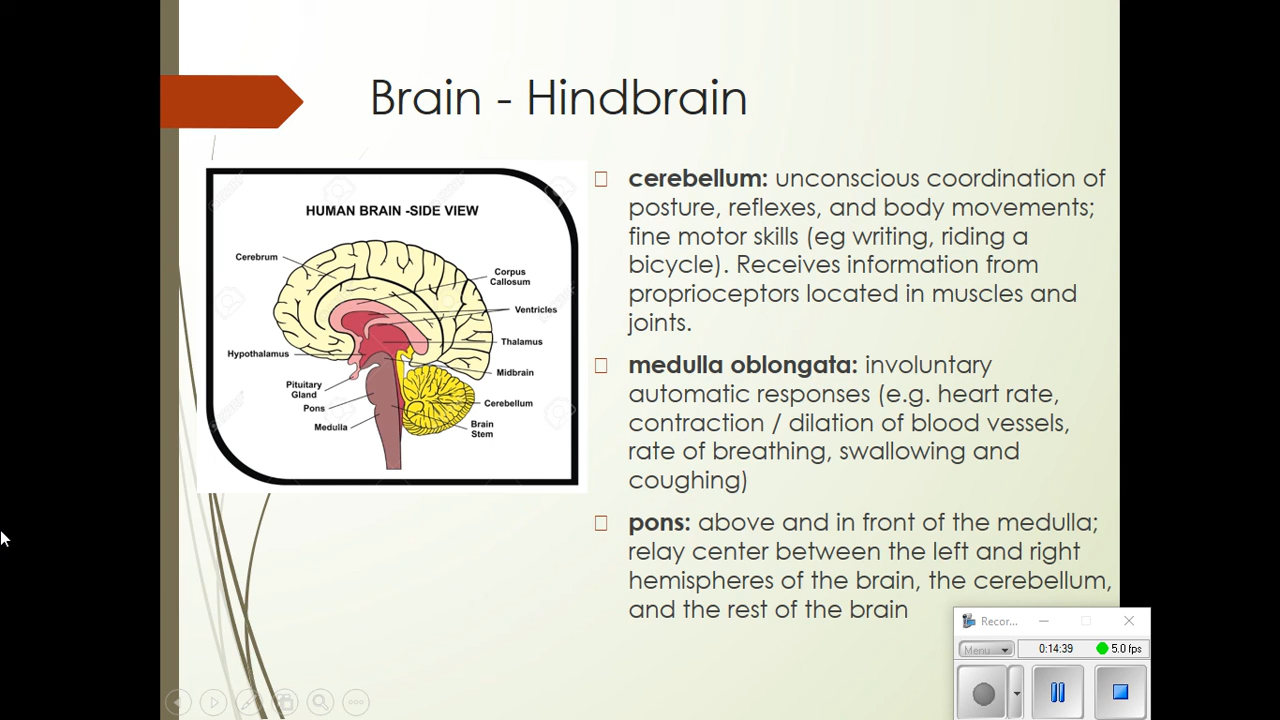 Brain - Hindbrain
HUMAN BRAIN -SIDE VIEW
Cerebrum
Corpus
Callosum
Ventricles
Thalamus
Hypothalamus
Midbrain
Pituitary
Gland
Pons
Cerebellum
Medulla
Brain
Stem
cerebellum: unconscious coordination of
posture, reflexes, and body movements;
fine motor skills (eg writing, riding a
bicycle). Receives information from
proprioceptors located in muscles and
joints.
medulla oblongata: involuntary
automatic responses (e.g. heart rate,
contraction / dilation of blood vessels,
rate of breathing, swallowing and
coughing)
pons: above and in front of the medulla;
relay center between the left and right
hemispheres of the brain, the cerebellum,
and the rest of the brain
Recor...
Menu
0:14:39
5.0 fps